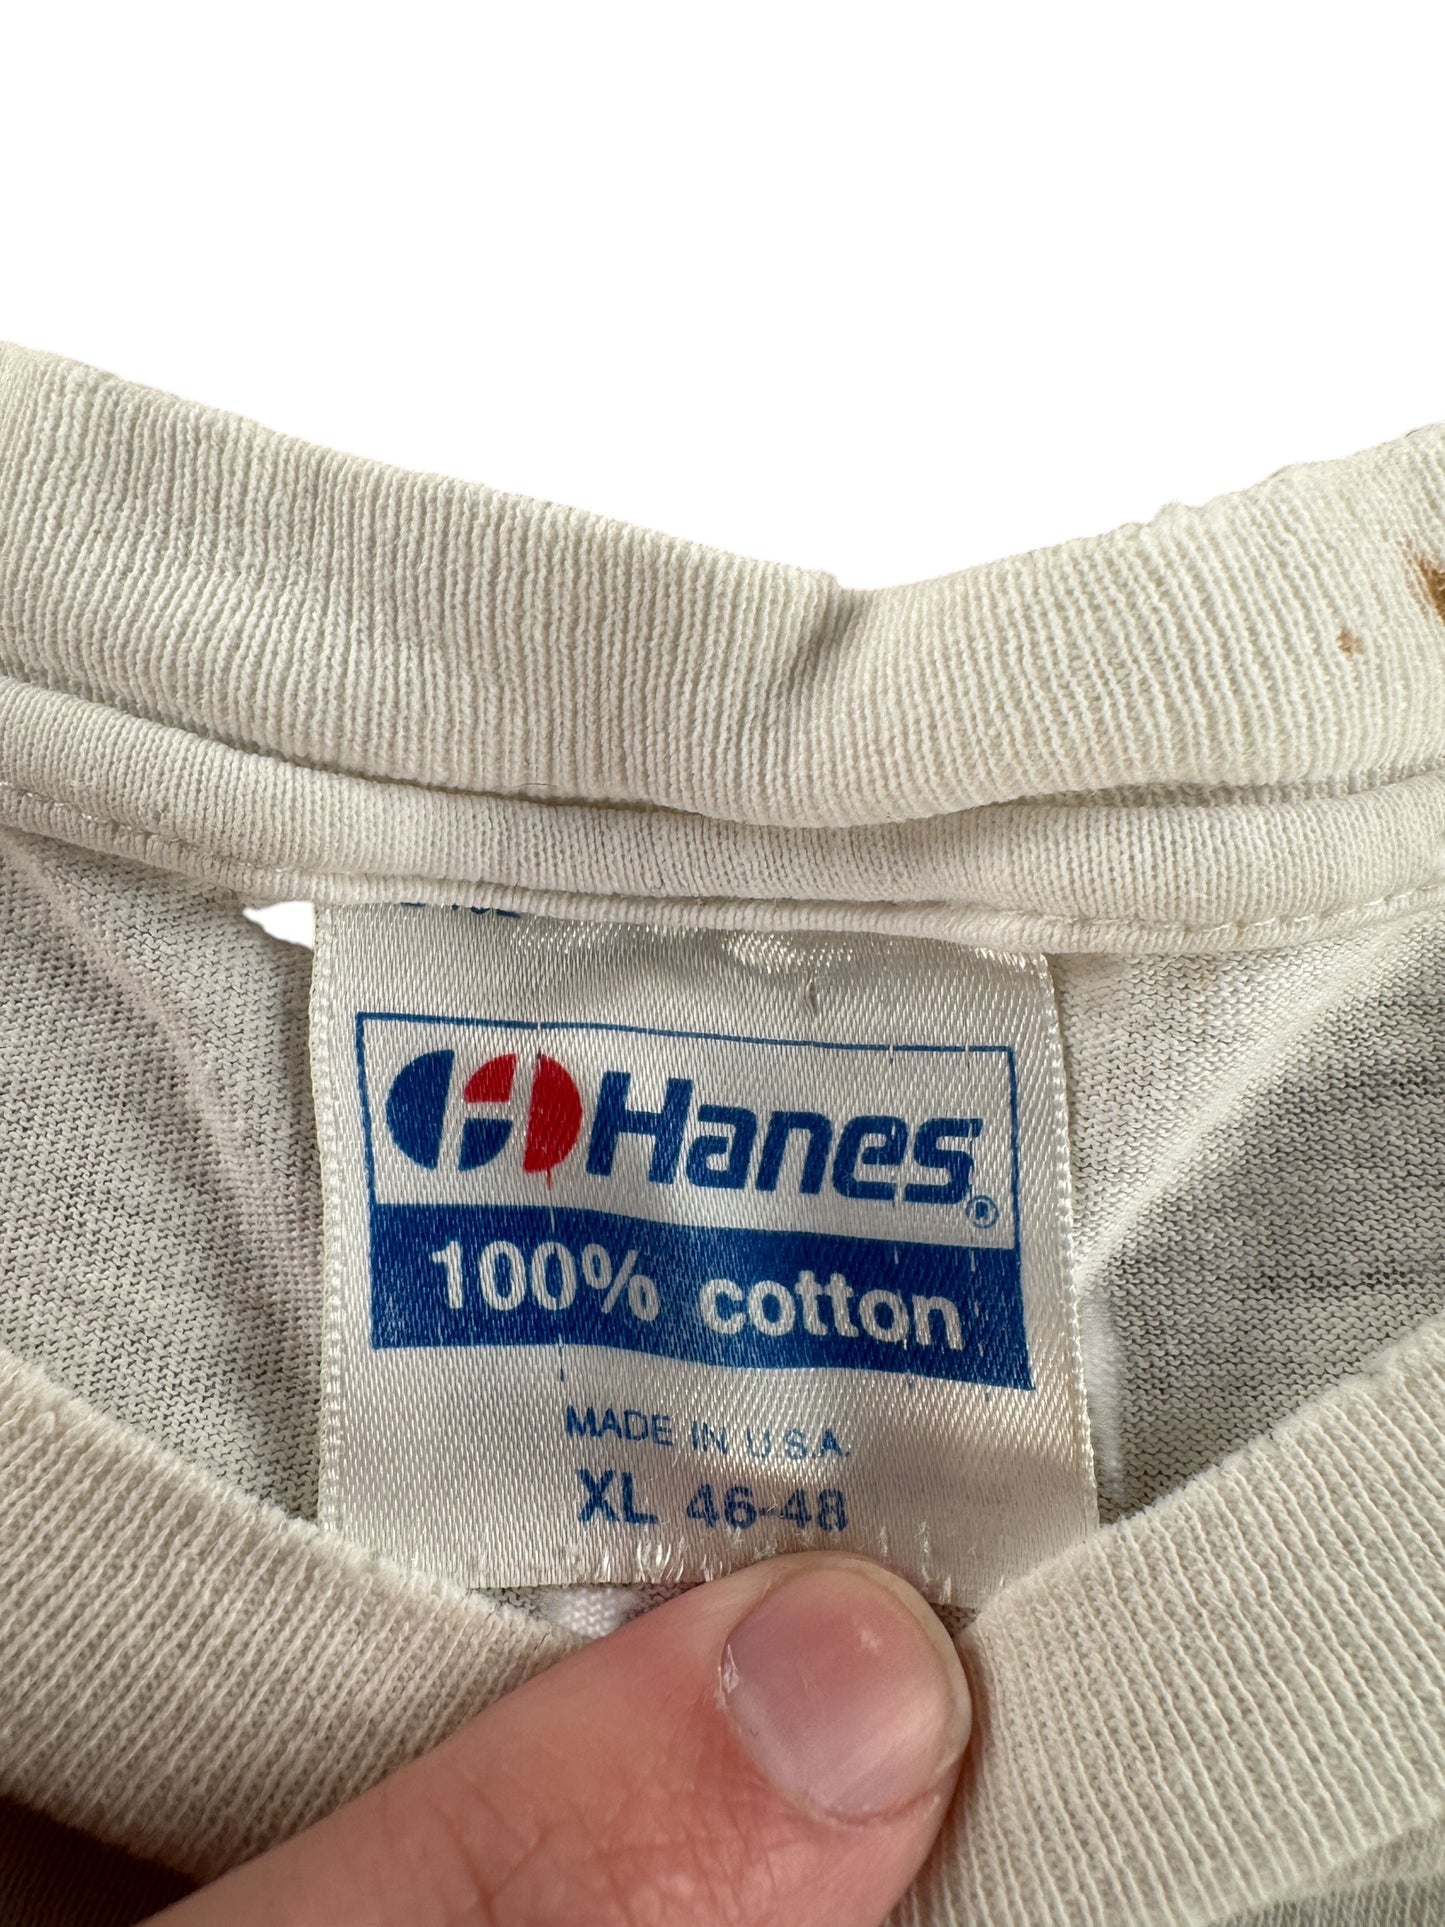 Hanes®
100% cotton
MADE IN U.S.A.
XL 46-48